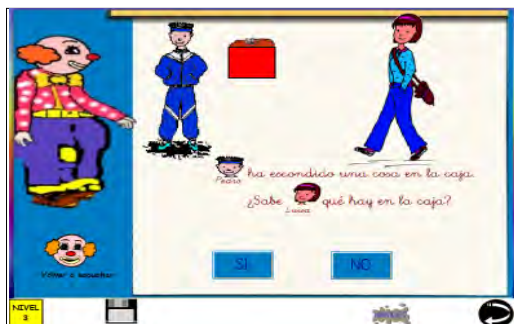 Pedro ha escondido una cosa en la caja.
¿Sabe Laura qué hay en la caja?
SI
NO
Volver a escuchar
NIVEL
3